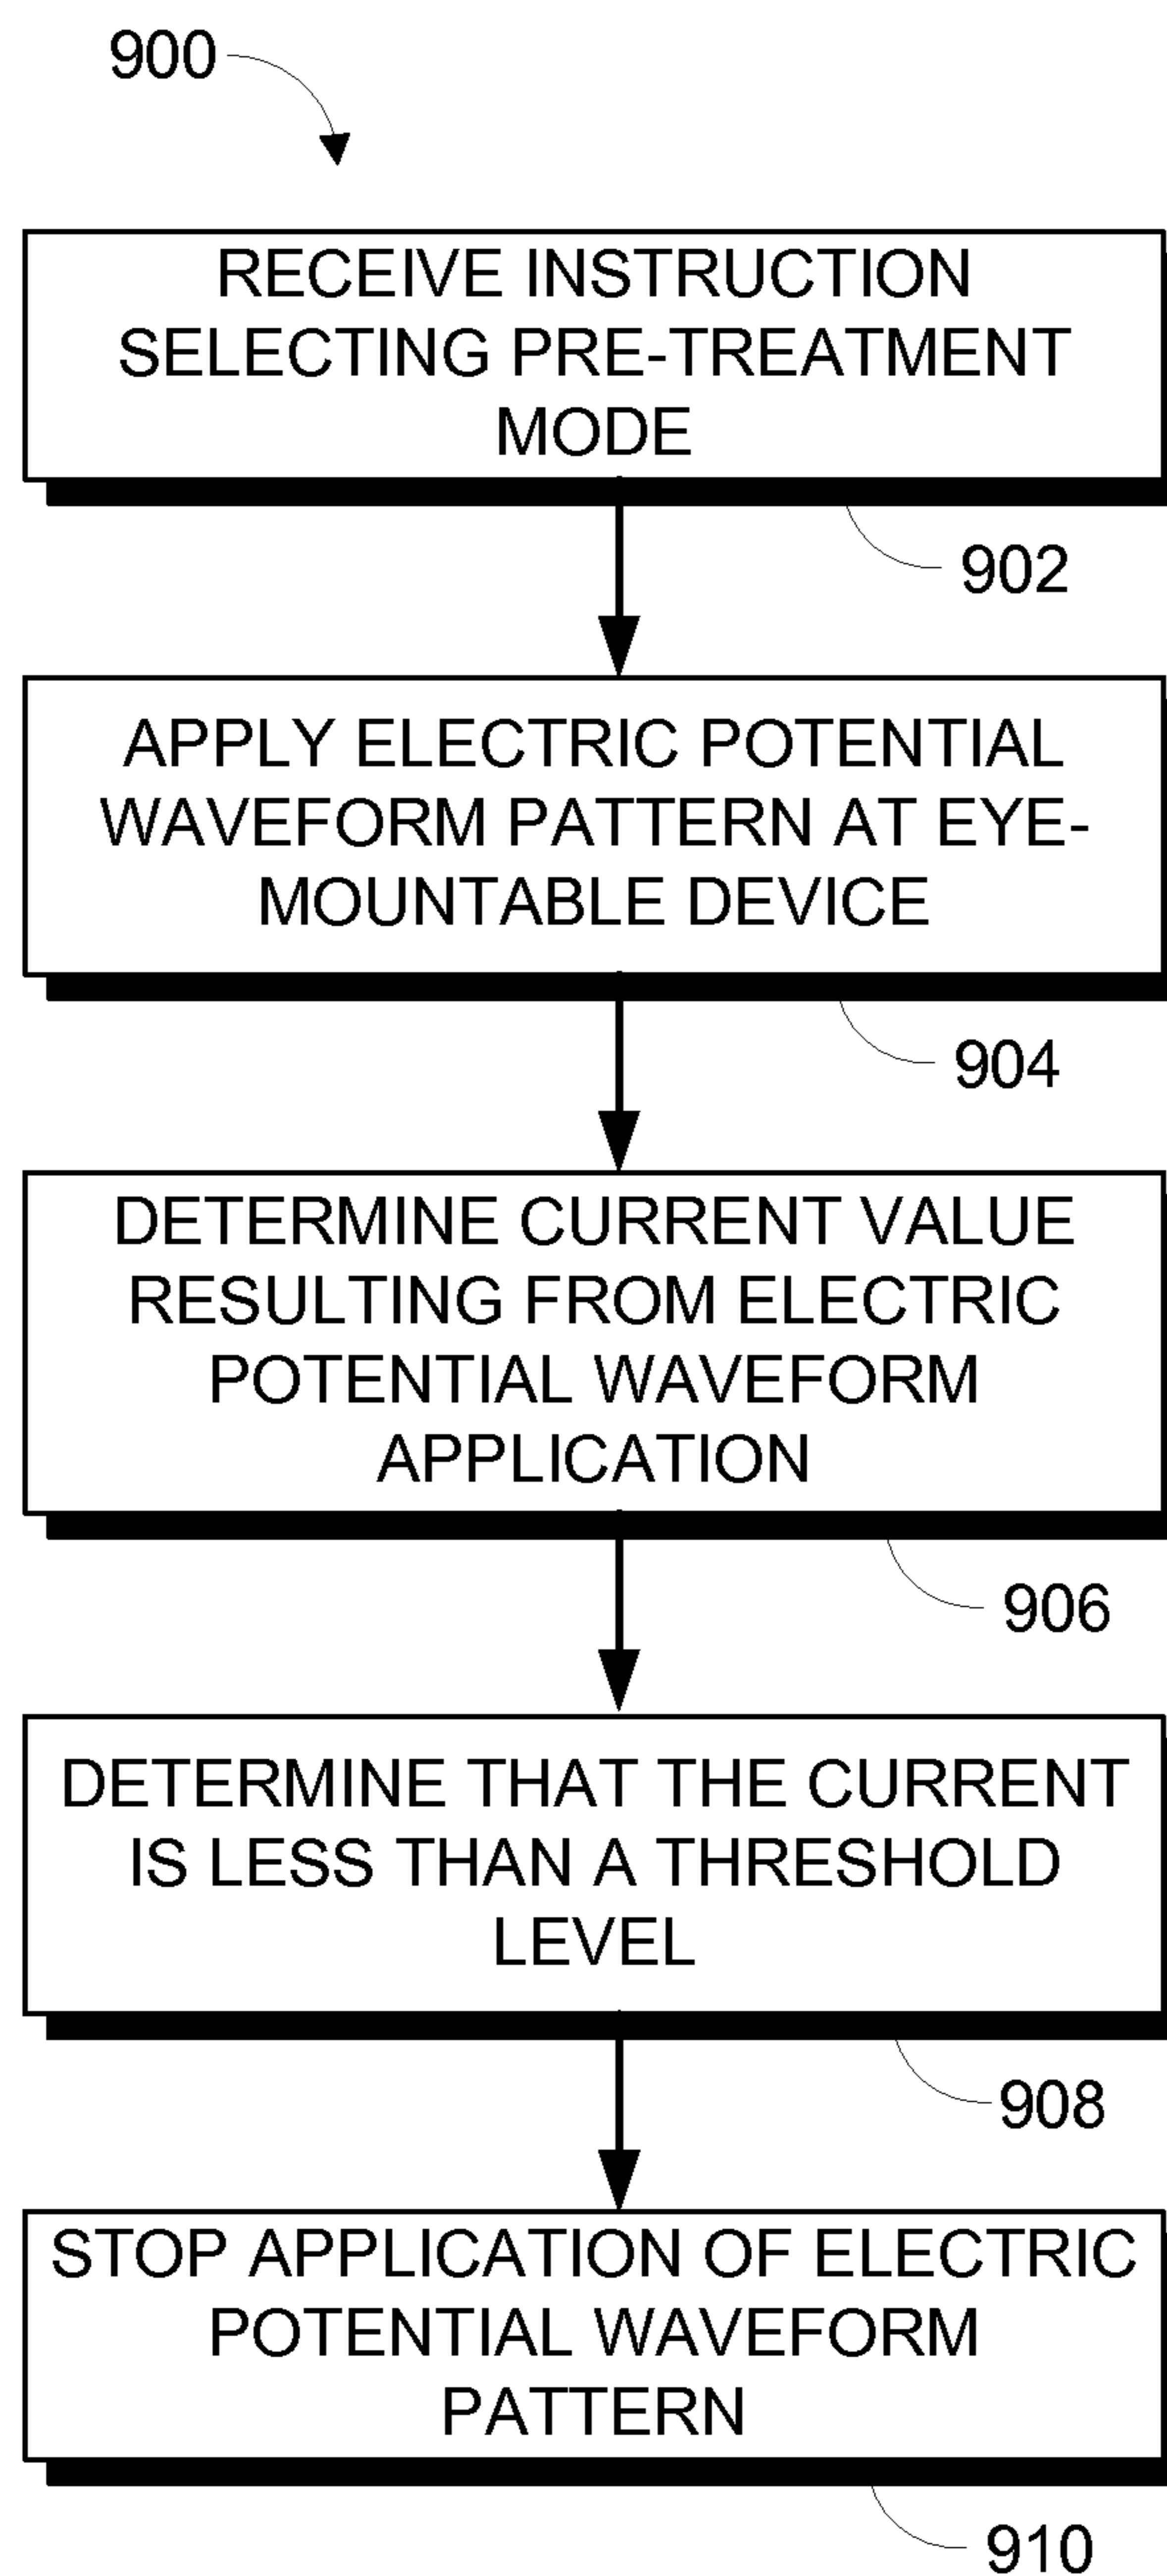 900
RECEIVE INSTRUCTION
SELECTING PRE-TREATMENT
MODE
902
APPLY ELECTRIC POTENTIAL
WAVEFORM PATTERN AT EYE-
MOUNTABLE DEVICE
904
DETERMINE CURRENT VALUE
RESULTING FROM ELECTRIC
POTENTIAL WAVEFORM
APPLICATION
906
DETERMINE THAT THE CURRENT
IS LESS THAN A THRESHOLD
LEVEL
908
STOP APPLICATION OF ELECTRIC
POTENTIAL WAVEFORM
PATTERN
910